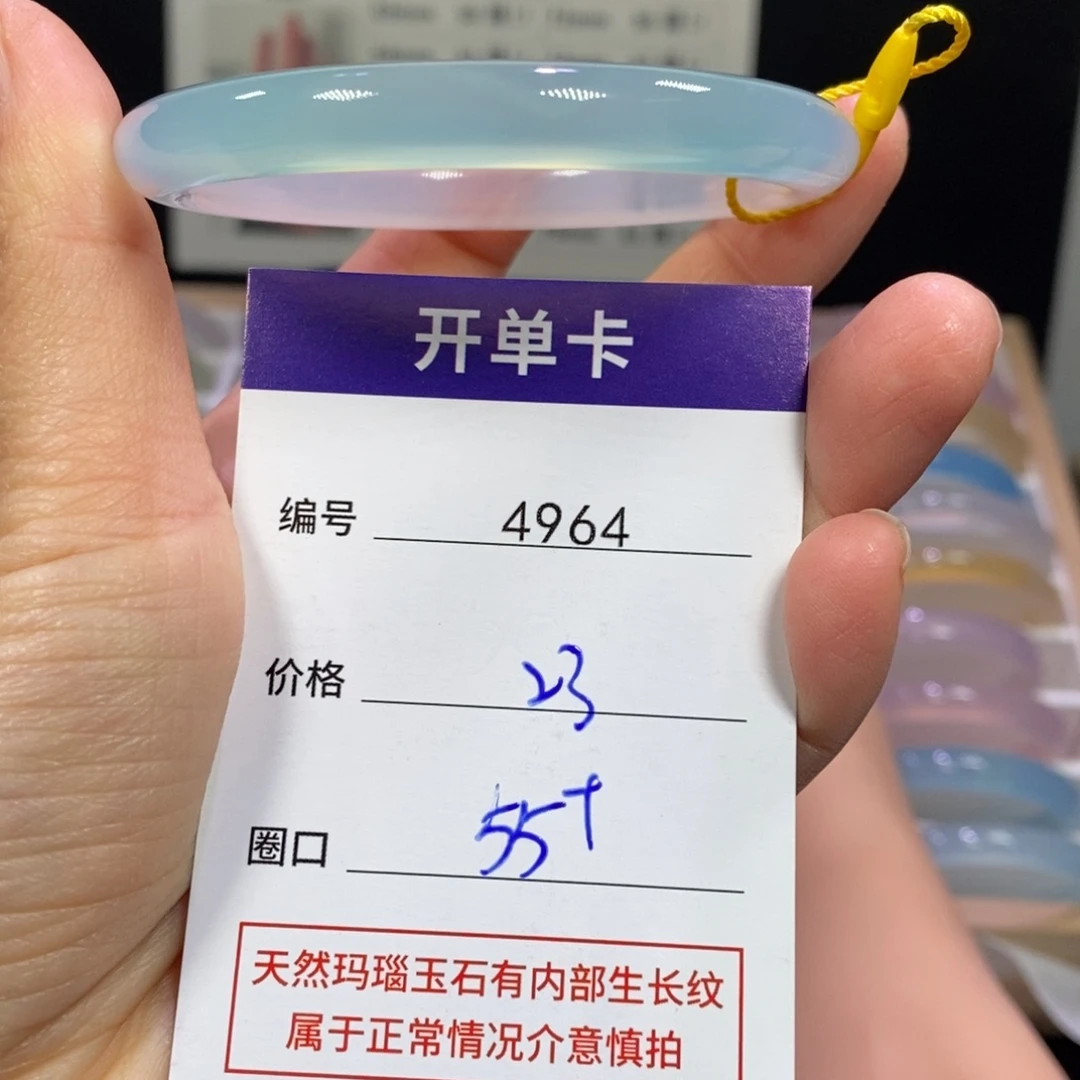 开单卡
编号 4964
价格 23
圈口 55+
天然玛瑙玉石有内部生长纹
属于正常情况介意慎拍